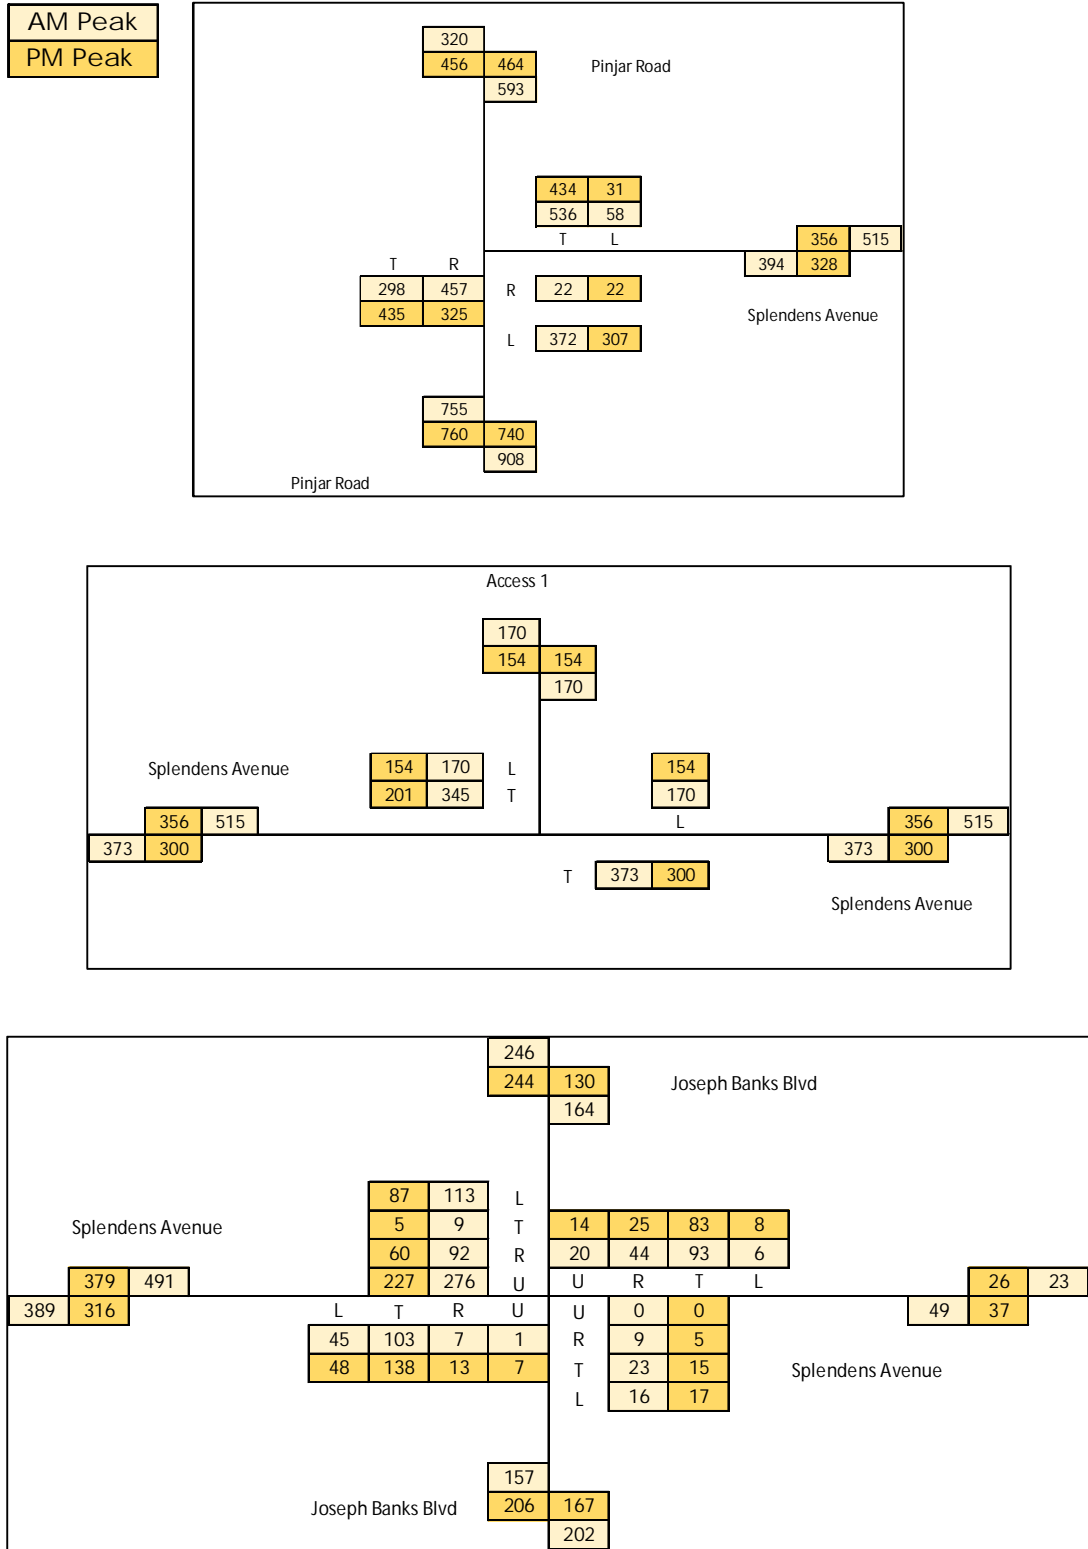 AM Peak
PM Peak
320
456 464
593
Pinjar Road
434 31
536 58
T L
356 515
394 328
T R
298 457
435 325
R 22 22
L 372 307
Splendens Avenue
755
760 740
908
Pinjar Road
Access 1
170
154 154
170
Splendens Avenue
154 170 L
201 345 T
154
170
L
356 515
373 300
356 515
373 300
T 373 300
Splendens Avenue
246
244 130
164
Joseph Banks Blvd
87 113 L
5 9 T
60 92 R
227 276 U
Splendens Avenue
14 25 83 8
20 44 93 6
U R T L
379 491
389 316
26 23
49 37
L T R U
45 103 7 1
48 138 13 7
U 0 0
R 9 5
T 23 15
L 16 17
Splendens Avenue
157
206 167
202
Joseph Banks Blvd